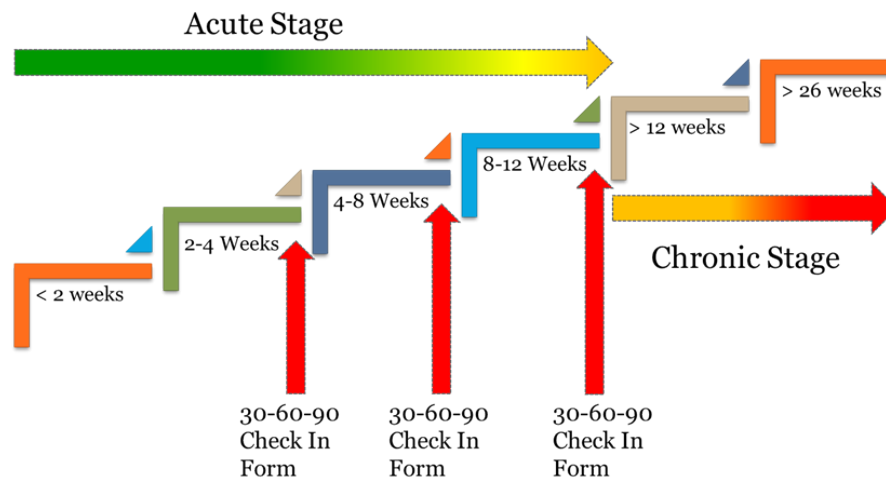 Acute Stage
< 2 weeks
2-4 Weeks
4-8 Weeks
8-12 Weeks
> 12 weeks
> 26 weeks
Chronic Stage
30-60-90
Check In
Form
30-60-90
Check In
Form
30-60-90
Check In
Form